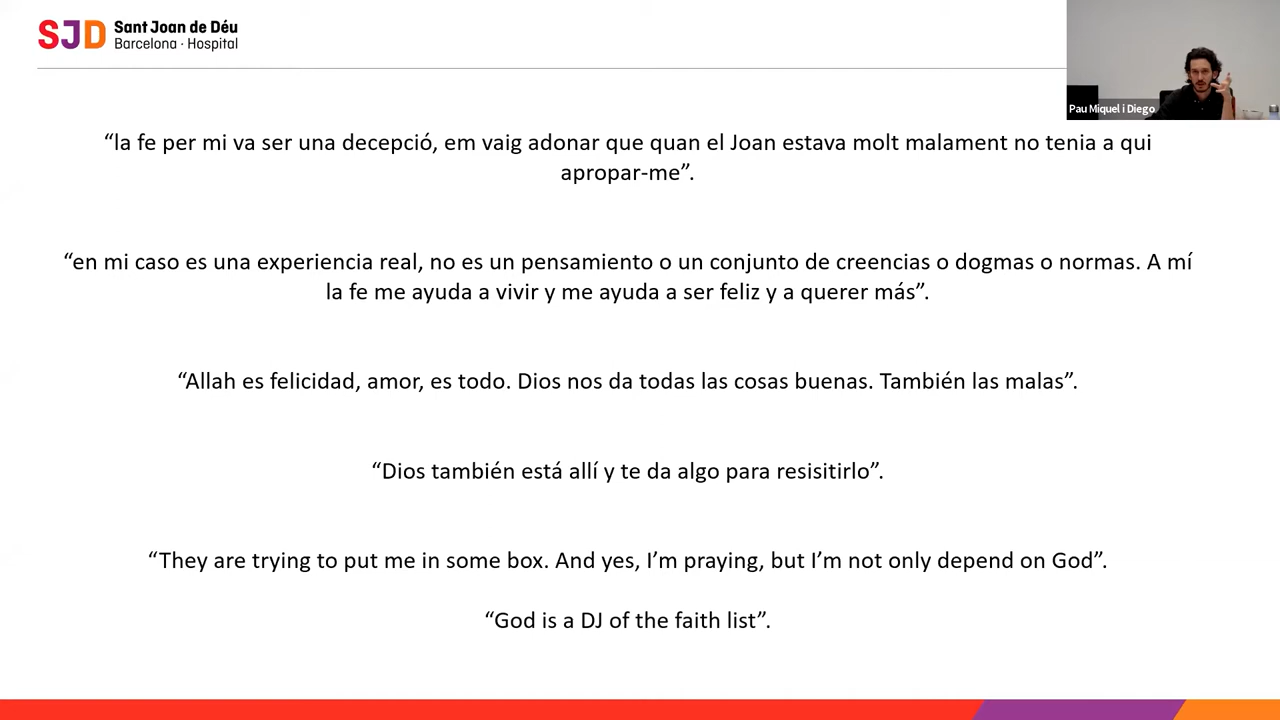 SJD Sant Joan de Déu
Barcelona · Hospital
Pau Miquel i Diego
“la fe per mi va ser una decepció, em vaig adonar que quan el Joan estava molt malament no tenia a qui
apropar-me”.
“en mi caso es una experiencia real, no es un pensamiento o un conjunto de creencias o dogmas o normas. A mí
la fe me ayuda a vivir y me ayuda a ser feliz y a querer más”.
“Allah es felicidad, amor, es todo. Dios nos da todas las cosas buenas. También las malas”.
“Dios también está allí y te da algo para resisitirlo”.
“They are trying to put me in some box. And yes, I’m praying, but I’m not only depend on God”.
“God is a DJ of the faith list”.